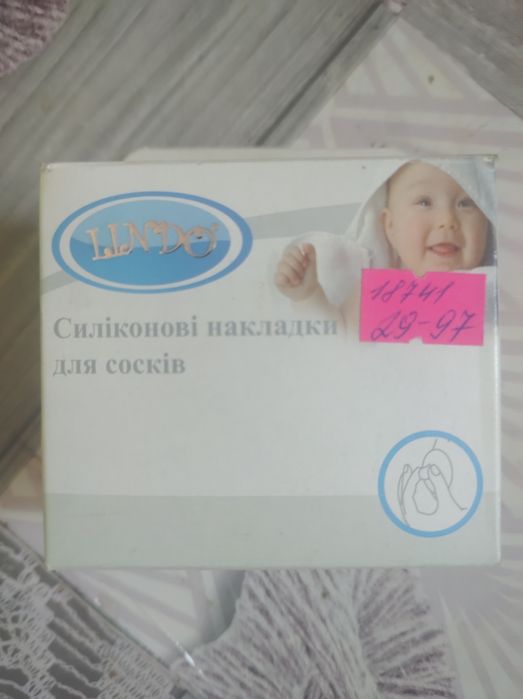 LINDO
18741
29-97
Силіконові накладки
для сосків